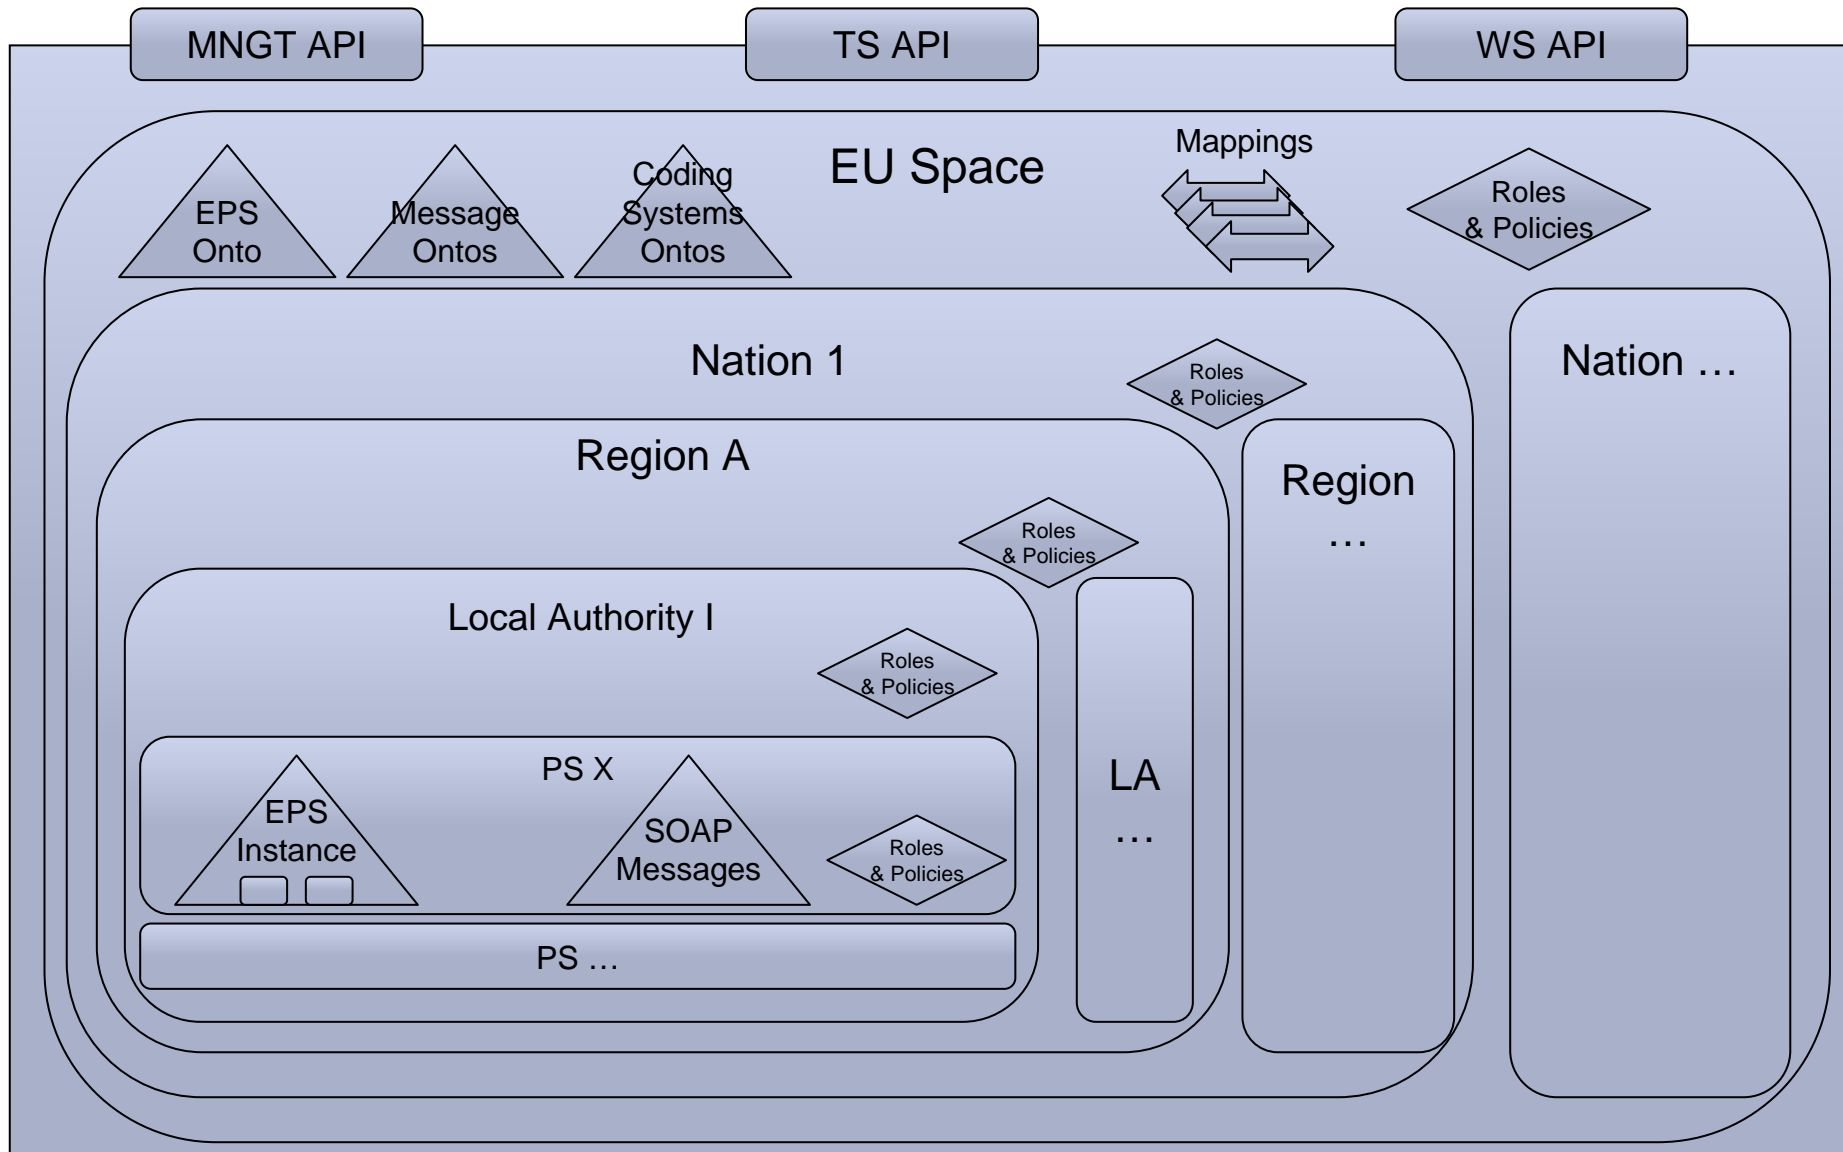 MNGT API
TS API
WS API
EU Space
Mappings
EPS
Onto
Message
Ontos
Coding
Systems
Ontos
Roles
& Policies
Nation 1
Roles
& Policies
Nation …
Region A
Roles
& Policies
Region
…
Local Authority I
Roles
& Policies
LA
…
PS X
EPS
Instance
SOAP
Messages
Roles
& Policies
PS …